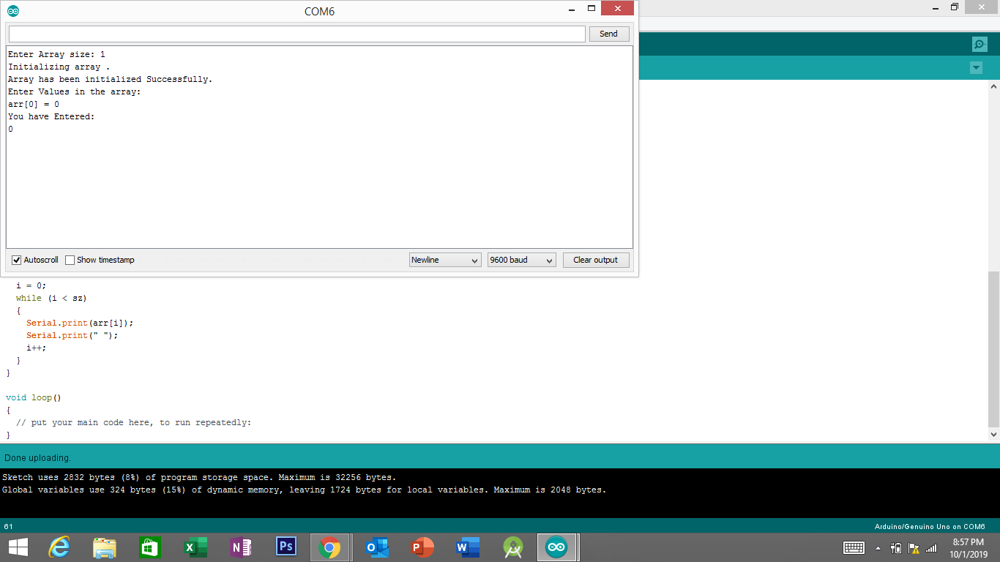 COM6
Send
Enter Array size: 1
Initializing array .
Array has been initialized Successfully.
Enter Values in the array:
arr[0] = 0
You have Entered:
0
Autoscroll Show timestamp Newline 9600 baud Clear output
i = 0;
while (i < sz)
{
Serial.print(arr[i]);
Serial.print(" ");
i++;
}
}
void loop()
{
// put your main code here, to run repeatedly:
}
Done uploading.
Sketch uses 2832 bytes (8%) of program storage space. Maximum is 32256 bytes.
Global variables use 324 bytes (15%) of dynamic memory, leaving 1724 bytes for local variables. Maximum is 2048 bytes.
61 Arduino/Genuino Uno on COM6
8:57 PM
10/1/2019